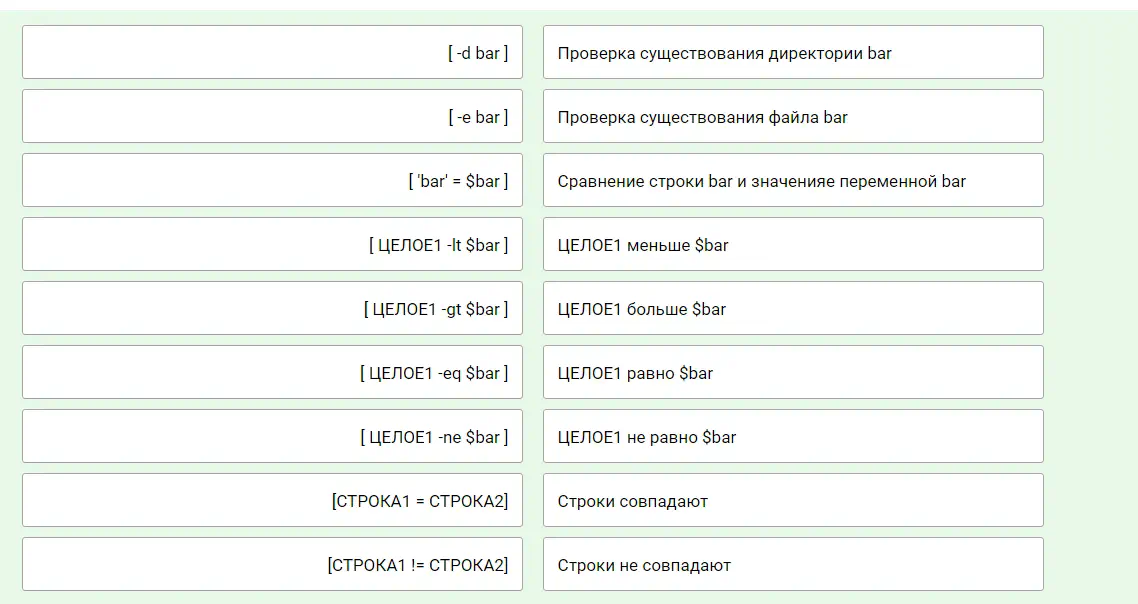 [ -d bar ] Проверка существования директории bar
[ -e bar ] Проверка существования файла bar
[ 'bar' = $bar ] Сравнение строки bar и значенияе переменной bar
[ ЦЕЛОЕ1 -lt $bar ] ЦЕЛОЕ1 меньше $bar
[ ЦЕЛОЕ1 -gt $bar ] ЦЕЛОЕ1 больше $bar
[ ЦЕЛОЕ1 -eq $bar ] ЦЕЛОЕ1 равно $bar
[ ЦЕЛОЕ1 -ne $bar ] ЦЕЛОЕ1 не равно $bar
[СТРОКА1 = СТРОКА2] Строки совпадают
[СТРОКА1 != СТРОКА2] Строки не совпадают